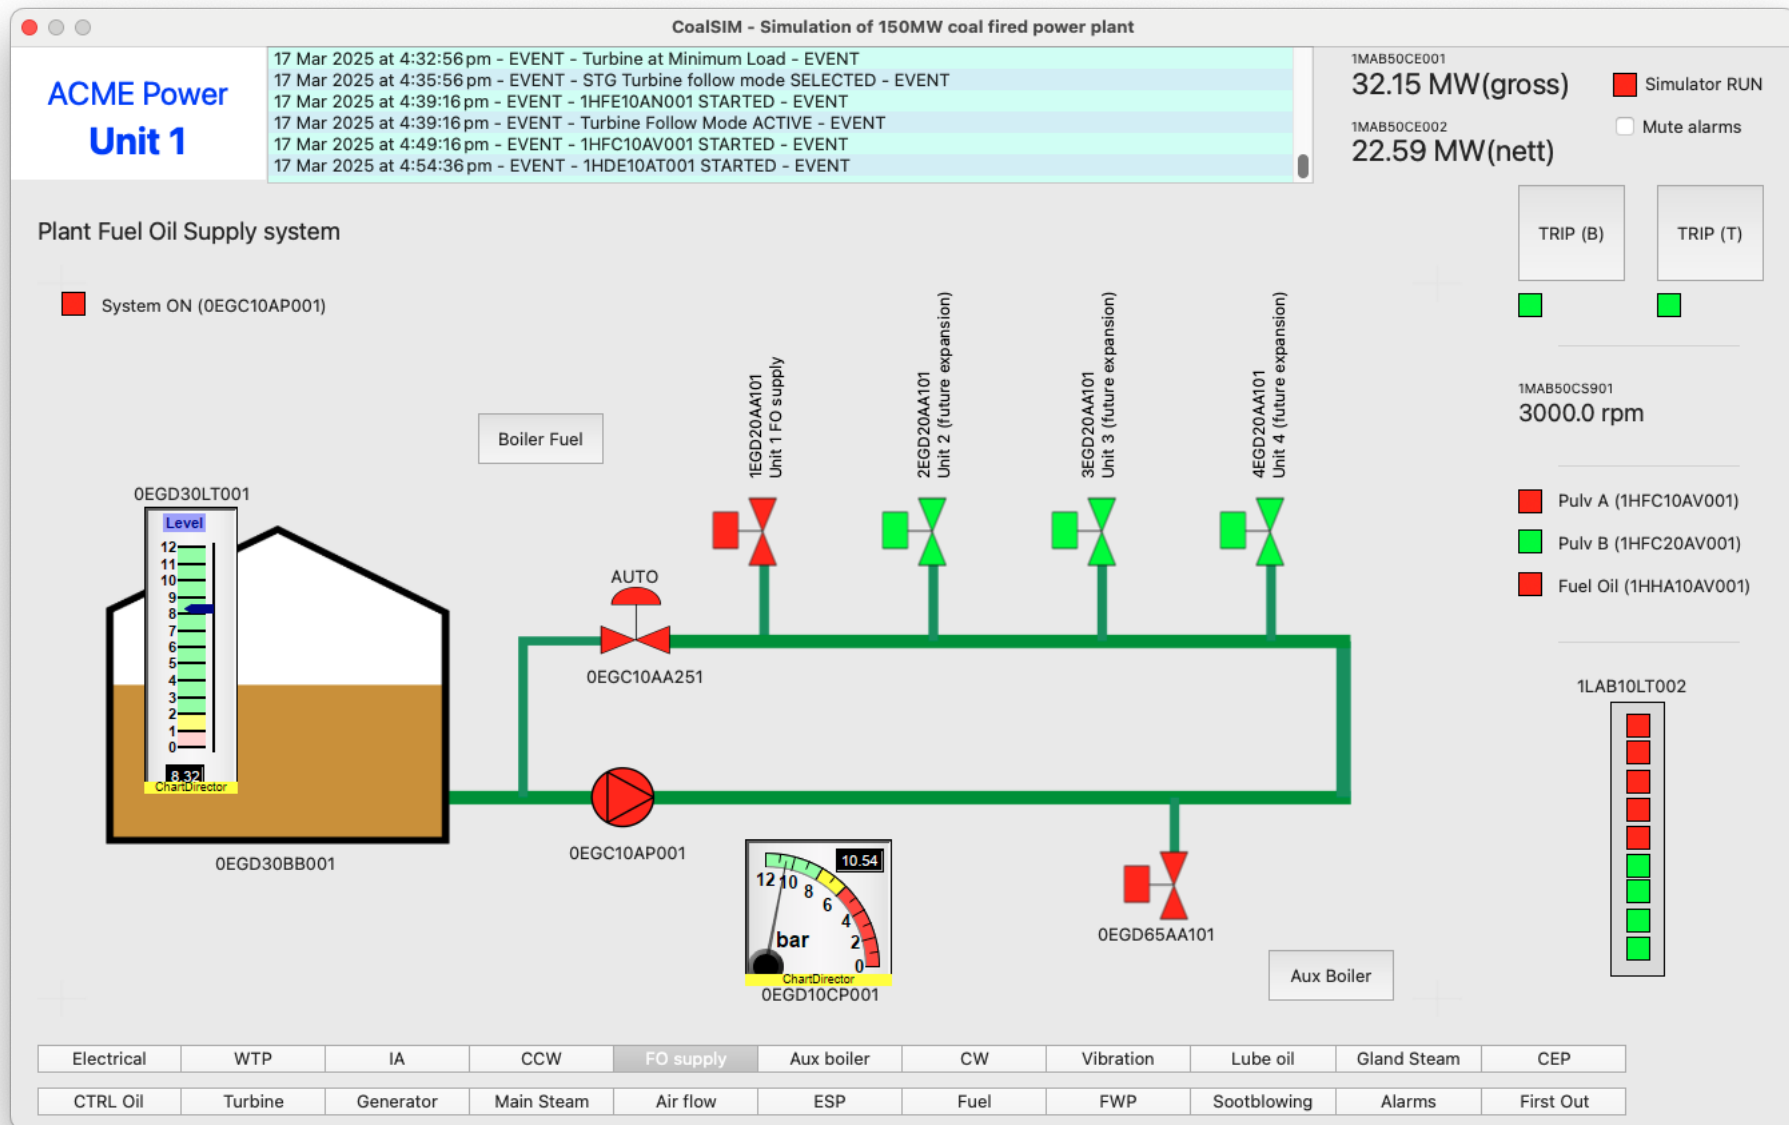 CoalSIM - Simulation of 150MW coal fired power plant
ACME Power
Unit 1
17 Mar 2025 at 4:32:56 pm - EVENT - Turbine at Minimum Load - EVENT
17 Mar 2025 at 4:35:56 pm - EVENT - STG Turbine follow mode SELECTED - EVENT
17 Mar 2025 at 4:39:16 pm - EVENT - 1HFE10AN001 STARTED - EVENT
17 Mar 2025 at 4:39:16 pm - EVENT - Turbine Follow Mode ACTIVE - EVENT
17 Mar 2025 at 4:49:16 pm - EVENT - 1HFC10AV001 STARTED - EVENT
17 Mar 2025 at 4:54:36 pm - EVENT - 1HDE10AT001 STARTED - EVENT
1MAB50CE001
32.15 MW(gross)
1MAB50CE002
22.59 MW(nett)
Simulator RUN
Mute alarms
TRIP (B)
TRIP (T)
Plant Fuel Oil Supply system
System ON (0EGC10AP001)
Boiler Fuel
1EGD20AA101
Unit 1 FO supply
2EGD20AA101
Unit 2 (future expansion)
3EGD20AA101
Unit 3 (future expansion)
4EGD20AA101
Unit 4 (future expansion)
1MAB50CS901
3000.0 rpm
Pulv A (1HFC10AV001)
Pulv B (1HFC20AV001)
Fuel Oil (1HHA10AV001)
1LAB10LT002
0EGD30LT001
Level
12
11
10
9
8
7
6
5
4
3
2
1
0
8.32
ChartDirector
0EGD30BB001
AUTO
0EGC10AA251
0EGC10AP001
10.54
12
10
8
6
4
2
0
bar
ChartDirector
0EGD10CP001
0EGD65AA101
Aux Boiler
Electrical
WTP
IA
CCW
FO supply
Aux boiler
CW
Vibration
Lube oil
Gland Steam
CEP
CTRL Oil
Turbine
Generator
Main Steam
Air flow
ESP
Fuel
FWP
Sootblowing
Alarms
First Out